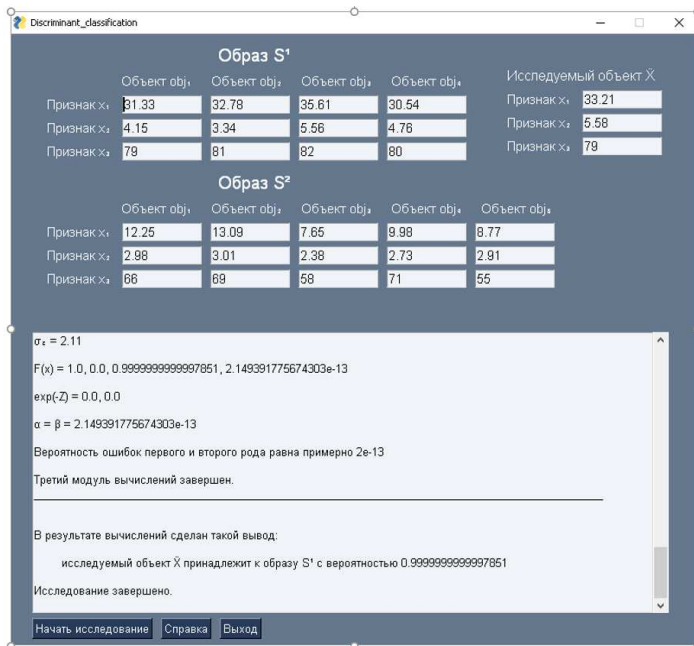 Discriminant_classification
Образ S¹
Объект obj₁ Объект obj₂ Объект obj₃ Объект obj₄
Признак x₁ 31.33 32.78 35.61 30.54
Признак x₂ 4.15 3.34 5.56 4.76
Признак x₃ 79 81 82 80
Исследуемый объект Ẍ
Признак x₁ 33.21
Признак x₂ 5.58
Признак x₃ 79
Образ S²
Объект obj₁ Объект obj₂ Объект obj₃ Объект obj₄ Объект obj₅
Признак x₁ 12.25 13.09 7.65 9.98 8.77
Признак x₂ 2.98 3.01 2.38 2.73 2.91
Признак x₃ 66 69 58 71 55
σ = 2.11
F(x) = 1.0, 0.0, 0.9999999999997851, 2.149391775674303e-13
exp(-Z) = 0.0, 0.0
α = β = 2.149391775674303e-13
Вероятность ошибок первого и второго рода равна примерно 2e-13
Третий модуль вычислений завершен.
В результате вычислений сделан такой вывод:
исследуемый объект Ẍ принадлежит к образу S¹ с вероятностью 0.9999999999997851
Исследование завершено.
Начать исследование Справка Выход